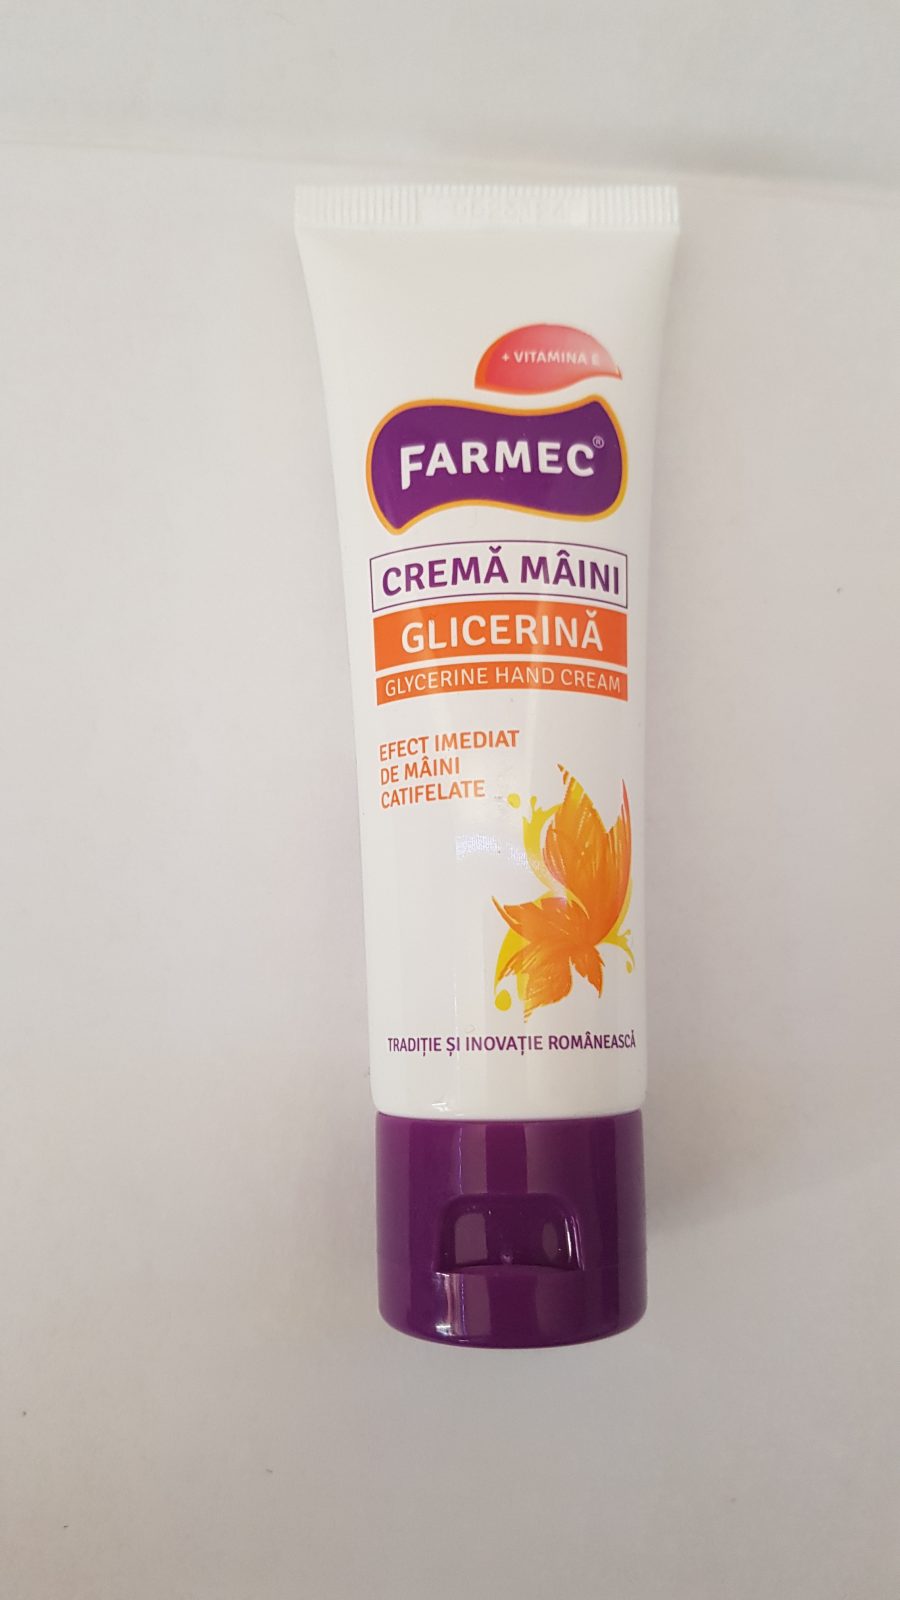 + VITAMINA E
FARMEC®
CREMĂ MÂINI
GLICERINĂ
GLYCERINE HAND CREAM
EFECT IMEDIAT
DE MÂINI
CATIFELATE
TRADIȚIE ȘI INOVAȚIE ROMÂNEASCĂ